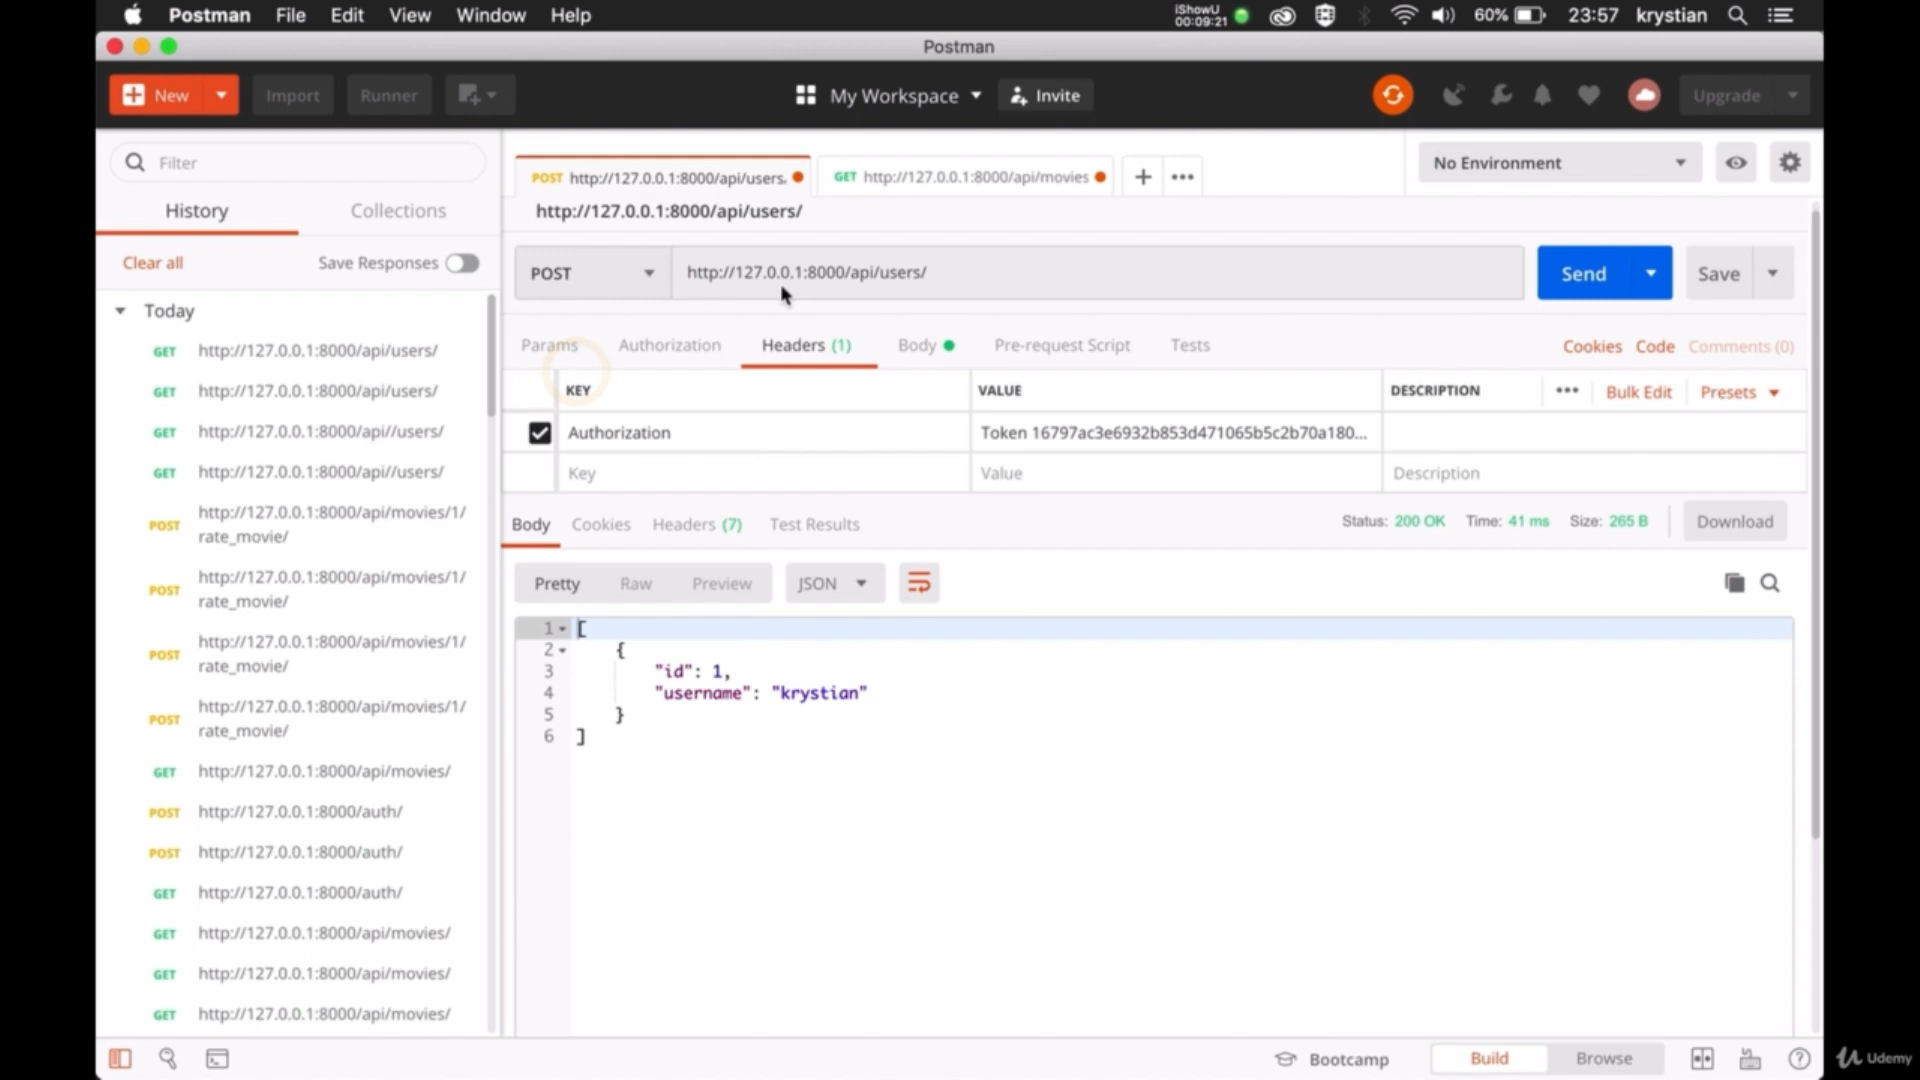 Postman File Edit View Window Help iShowU 00:09:21 60% 23:57 krystian
Postman
New Import Runner My Workspace Invite Upgrade
Filter
History Collections
Clear all Save Responses
Today
GET http://127.0.0.1:8000/api/users/
GET http://127.0.0.1:8000/api/users/
GET http://127.0.0.1:8000/api//users/
GET http://127.0.0.1:8000/api//users/
POST http://127.0.0.1:8000/api/movies/1/
rate_movie/
POST http://127.0.0.1:8000/api/movies/1/
rate_movie/
POST http://127.0.0.1:8000/api/movies/1/
rate_movie/
POST http://127.0.0.1:8000/api/movies/1/
rate_movie/
GET http://127.0.0.1:8000/api/movies/
POST http://127.0.0.1:8000/auth/
POST http://127.0.0.1:8000/auth/
GET http://127.0.0.1:8000/auth/
GET http://127.0.0.1:8000/api/movies/
GET http://127.0.0.1:8000/api/movies/
GET http://127.0.0.1:8000/api/movies/
POST http://127.0.0.1:8000/api/users. GET http://127.0.0.1:8000/api/movies + ••• No Environment
http://127.0.0.1:8000/api/users/
POST http://127.0.0.1:8000/api/users/ Send Save
Params Authorization Headers (1) Body Pre-request Script Tests Cookies Code Comments (0)
KEY VALUE DESCRIPTION ••• Bulk Edit Presets
Authorization Token 16797ac3e6932b853d471065b5c2b70a180...
Key Value Description
Body Cookies Headers (7) Test Results Status: 200 OK Time: 41 ms Size: 265 B Download
Pretty Raw Preview JSON
1 [
2 {
3 "id": 1,
4 "username": "krystian"
5 }
6 ]
Bootcamp Build Browse
Udemy